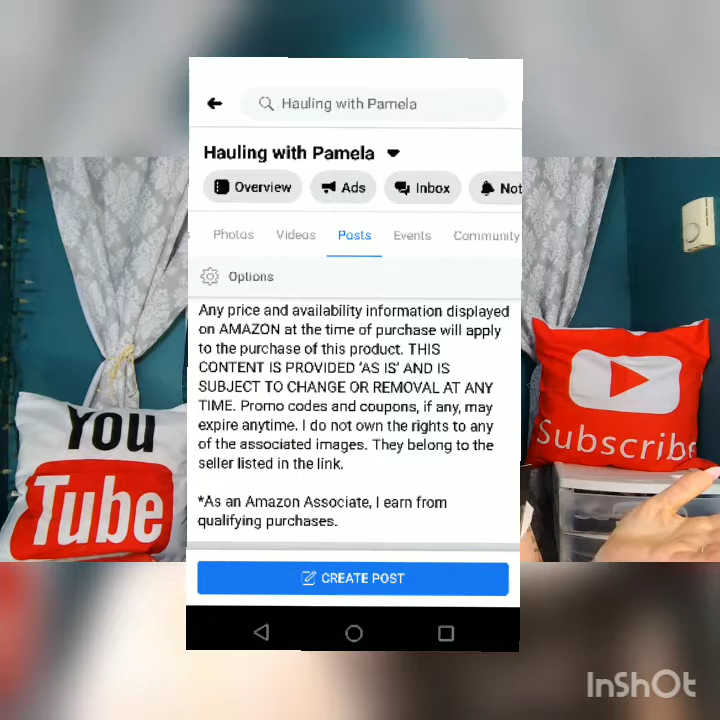 Hauling with Pamela
Hauling with Pamela
Overview
Ads
Inbox
Not
Photos
Videos
Posts
Events
Community
Options
Any price and availability information displayed
on AMAZON at the time of purchase will apply
to the purchase of this product. THIS
CONTENT IS PROVIDED 'AS IS' AND IS
SUBJECT TO CHANGE OR REMOVAL AT ANY
TIME. Promo codes and coupons, if any, may
expire anytime. I do not own the rights to any
of the associated images. They belong to the
seller listed in the link.
*As an Amazon Associate, I earn from
qualifying purchases.
CREATE POST
YOU
Tube
Subscribe
InShOt